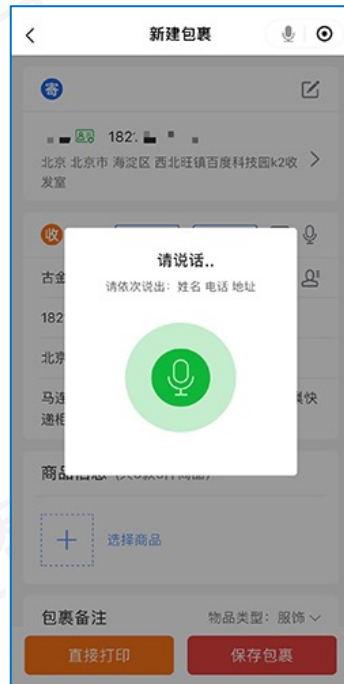 新建包裹
寄
182
北京 北京市 海淀区 西北旺镇百度科技园k2收
发室
收
请说话..
请依次说出：姓名 电话 地址
古金
182
北京
马连
快
递柜
商品信息
选择商品
包裹备注
物品类型：服饰
直接打印
保存包裹